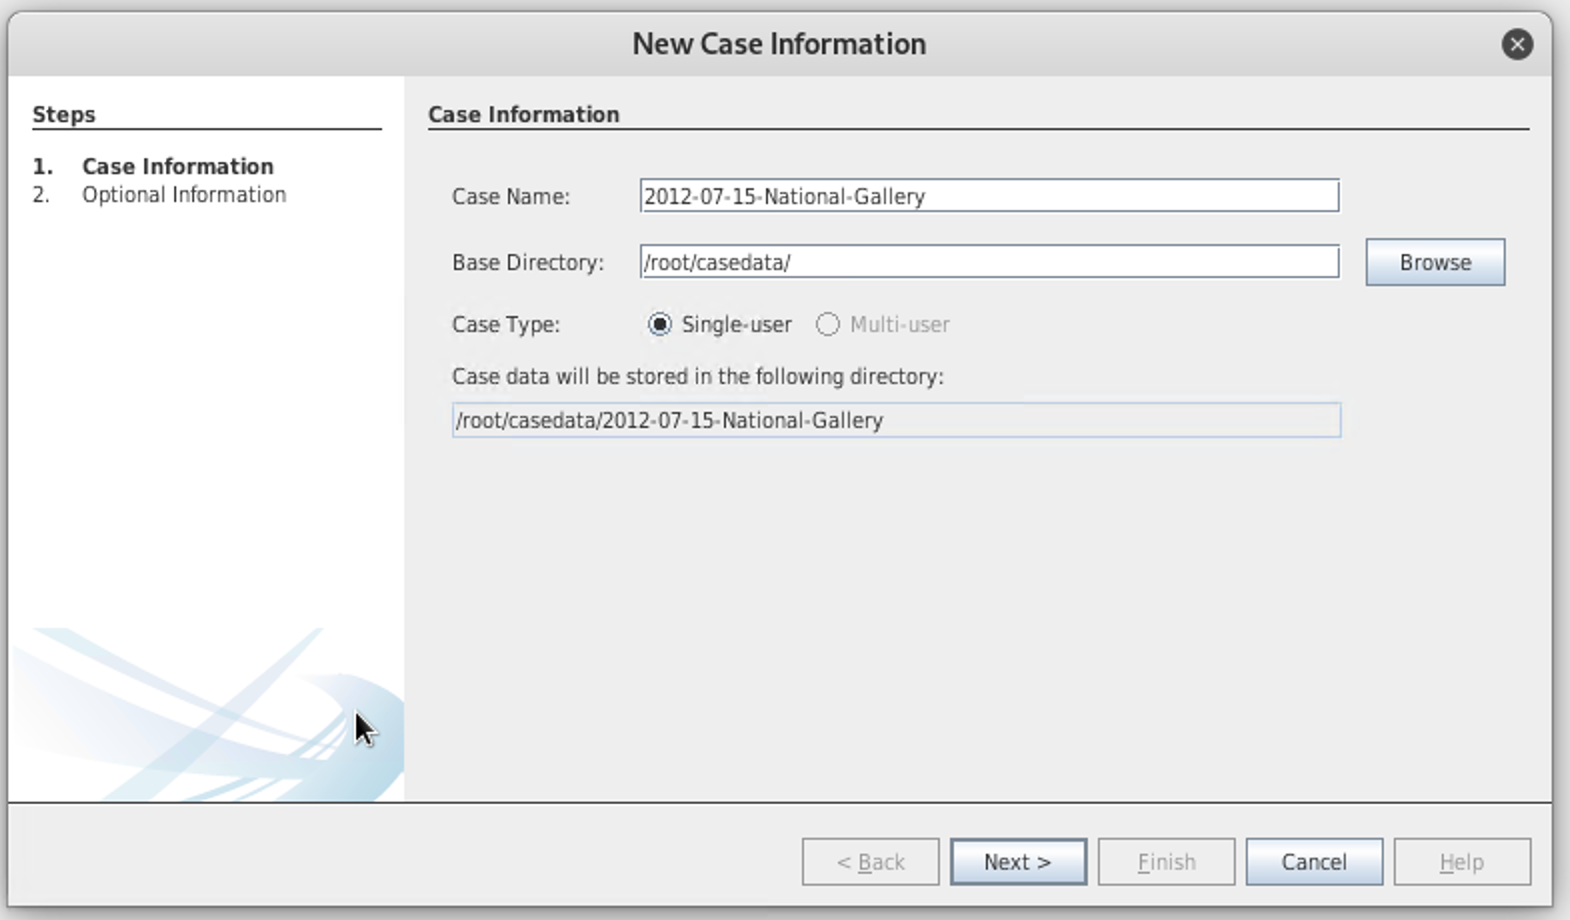 New Case Information
Steps
1. Case Information
2. Optional Information
Case Information
Case Name: 2012-07-15-National-Gallery
Base Directory: /root/casedata/ Browse
Case Type: Single-user Multi-user
Case data will be stored in the following directory:
/root/casedata/2012-07-15-National-Gallery
< Back Next > Finish Cancel Help